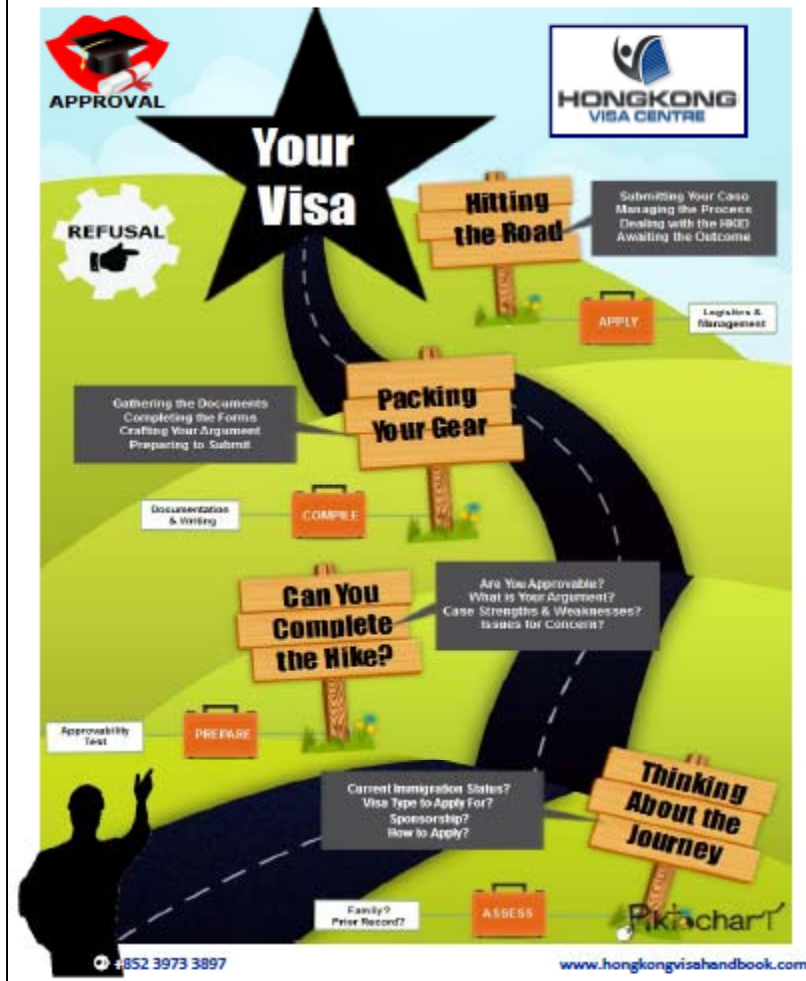 APPROVAL
HONGKONG
VISA CENTRE
Your
Visa
REFUSAL
Hitting
the Road
Submitting Your Case
Managing the Process
Dealing with the HKID
Awaiting the Outcome
APPLY
Logistics &
Management
Packing
Your Gear
Gathering the Documents
Completing the Forms
Crafting Your Argument
Preparing to Submit
Documentation
& Writing
COMPILE
Can You
Complete
the Hike?
Are You Approvable?
What is Your Argument?
Case Strengths & Weaknesses?
Issues for Concern?
Approvability
Test
PREPARE
Thinking
About the
Journey
Current Immigration Status?
Visa Type to Apply For?
Sponsorship?
How to Apply?
Family?
Prior Record?
ASSESS
Piktochart
+852 3973 3897
www.hongkongvisahandbook.com